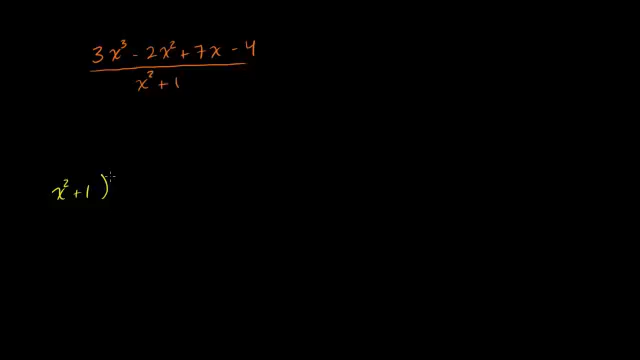 3x³ - 2x² + 7x - 4
x² + 1
x² + 1 )